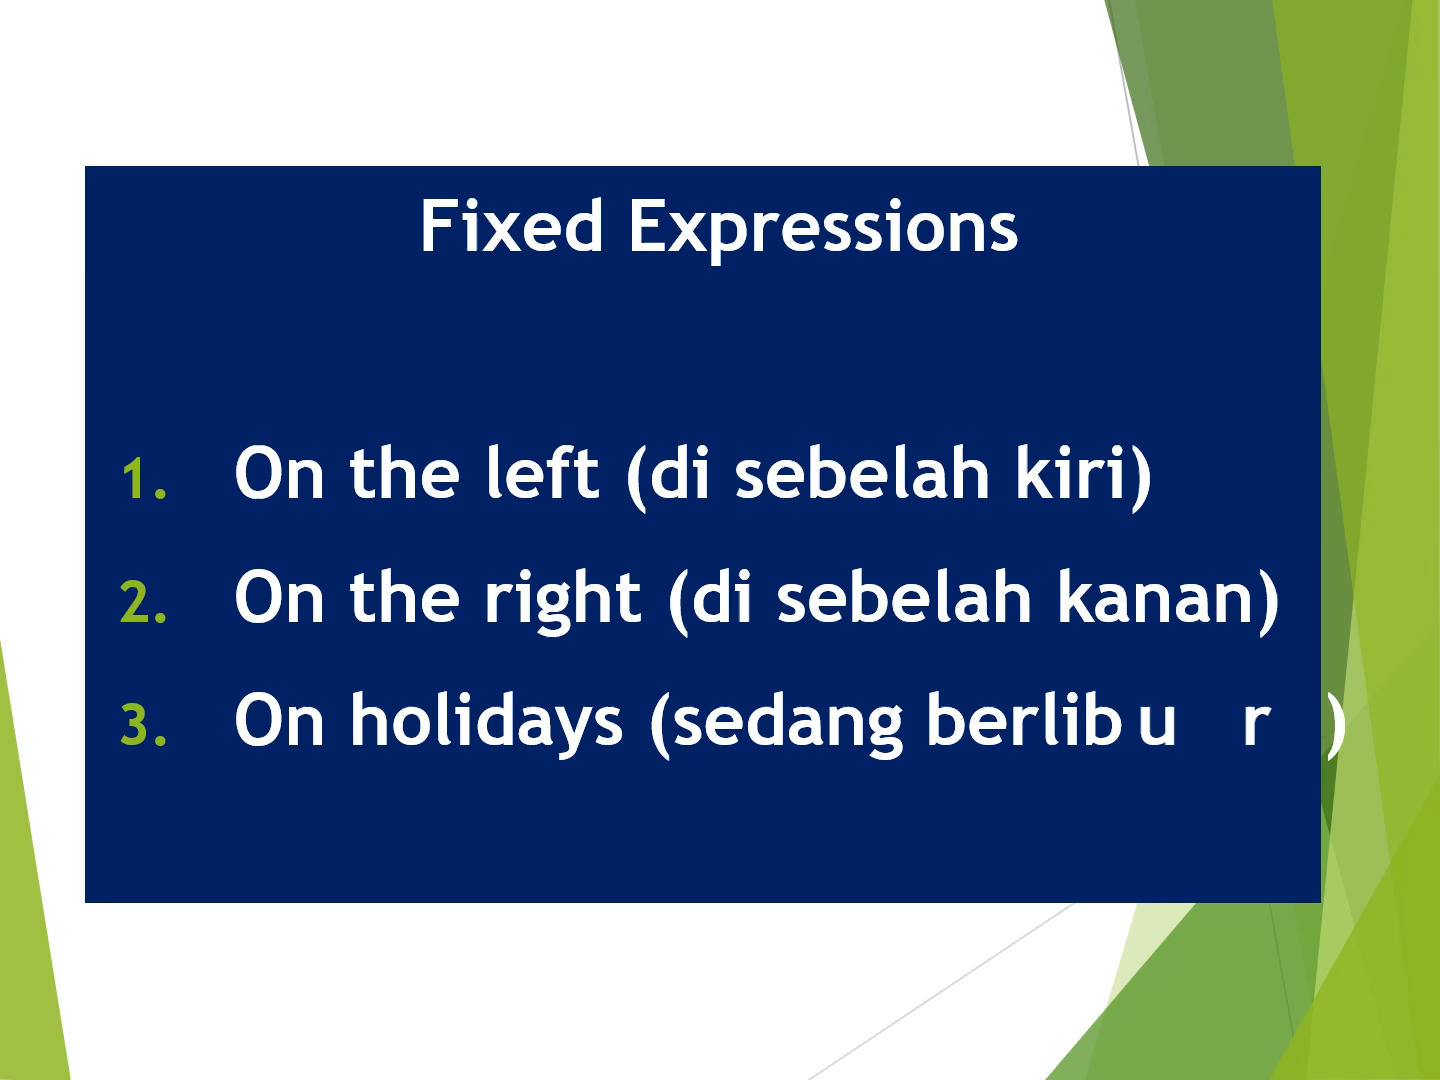 Fixed Expressions
1. On the left (di sebelah kiri)
2. On the right (di sebelah kanan)
3. On holidays (sedang berlibur)